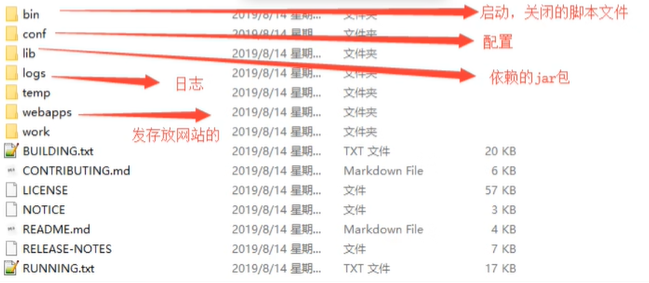 bin 2019/8/14 星期... 文件夹 启动，关闭的脚本文件
conf 2019/8/14 星期... 文件夹 配置
lib 2019/8/14 星期... 文件夹 依赖的jar包
logs 日志 2019/8/14 星期... 文件夹
temp 2019/8/14 星期... 文件夹
webapps 2019/8/14 星期... 文件夹
work 发存放网站的 2019/8/14 星期... 文件夹
BUILDING.txt 2019/8/14 星期... TXT 文件 20 KB
CONTRIBUTING.md 2019/8/14 星期... Markdown File 6 KB
LICENSE 2019/8/14 星期... 文件 57 KB
NOTICE 2019/8/14 星期... 文件 3 KB
README.md 2019/8/14 星期... Markdown File 4 KB
RELEASE-NOTES 2019/8/14 星期... 文件 7 KB
RUNNING.txt 2019/8/14 星期... TXT 文件 17 KB